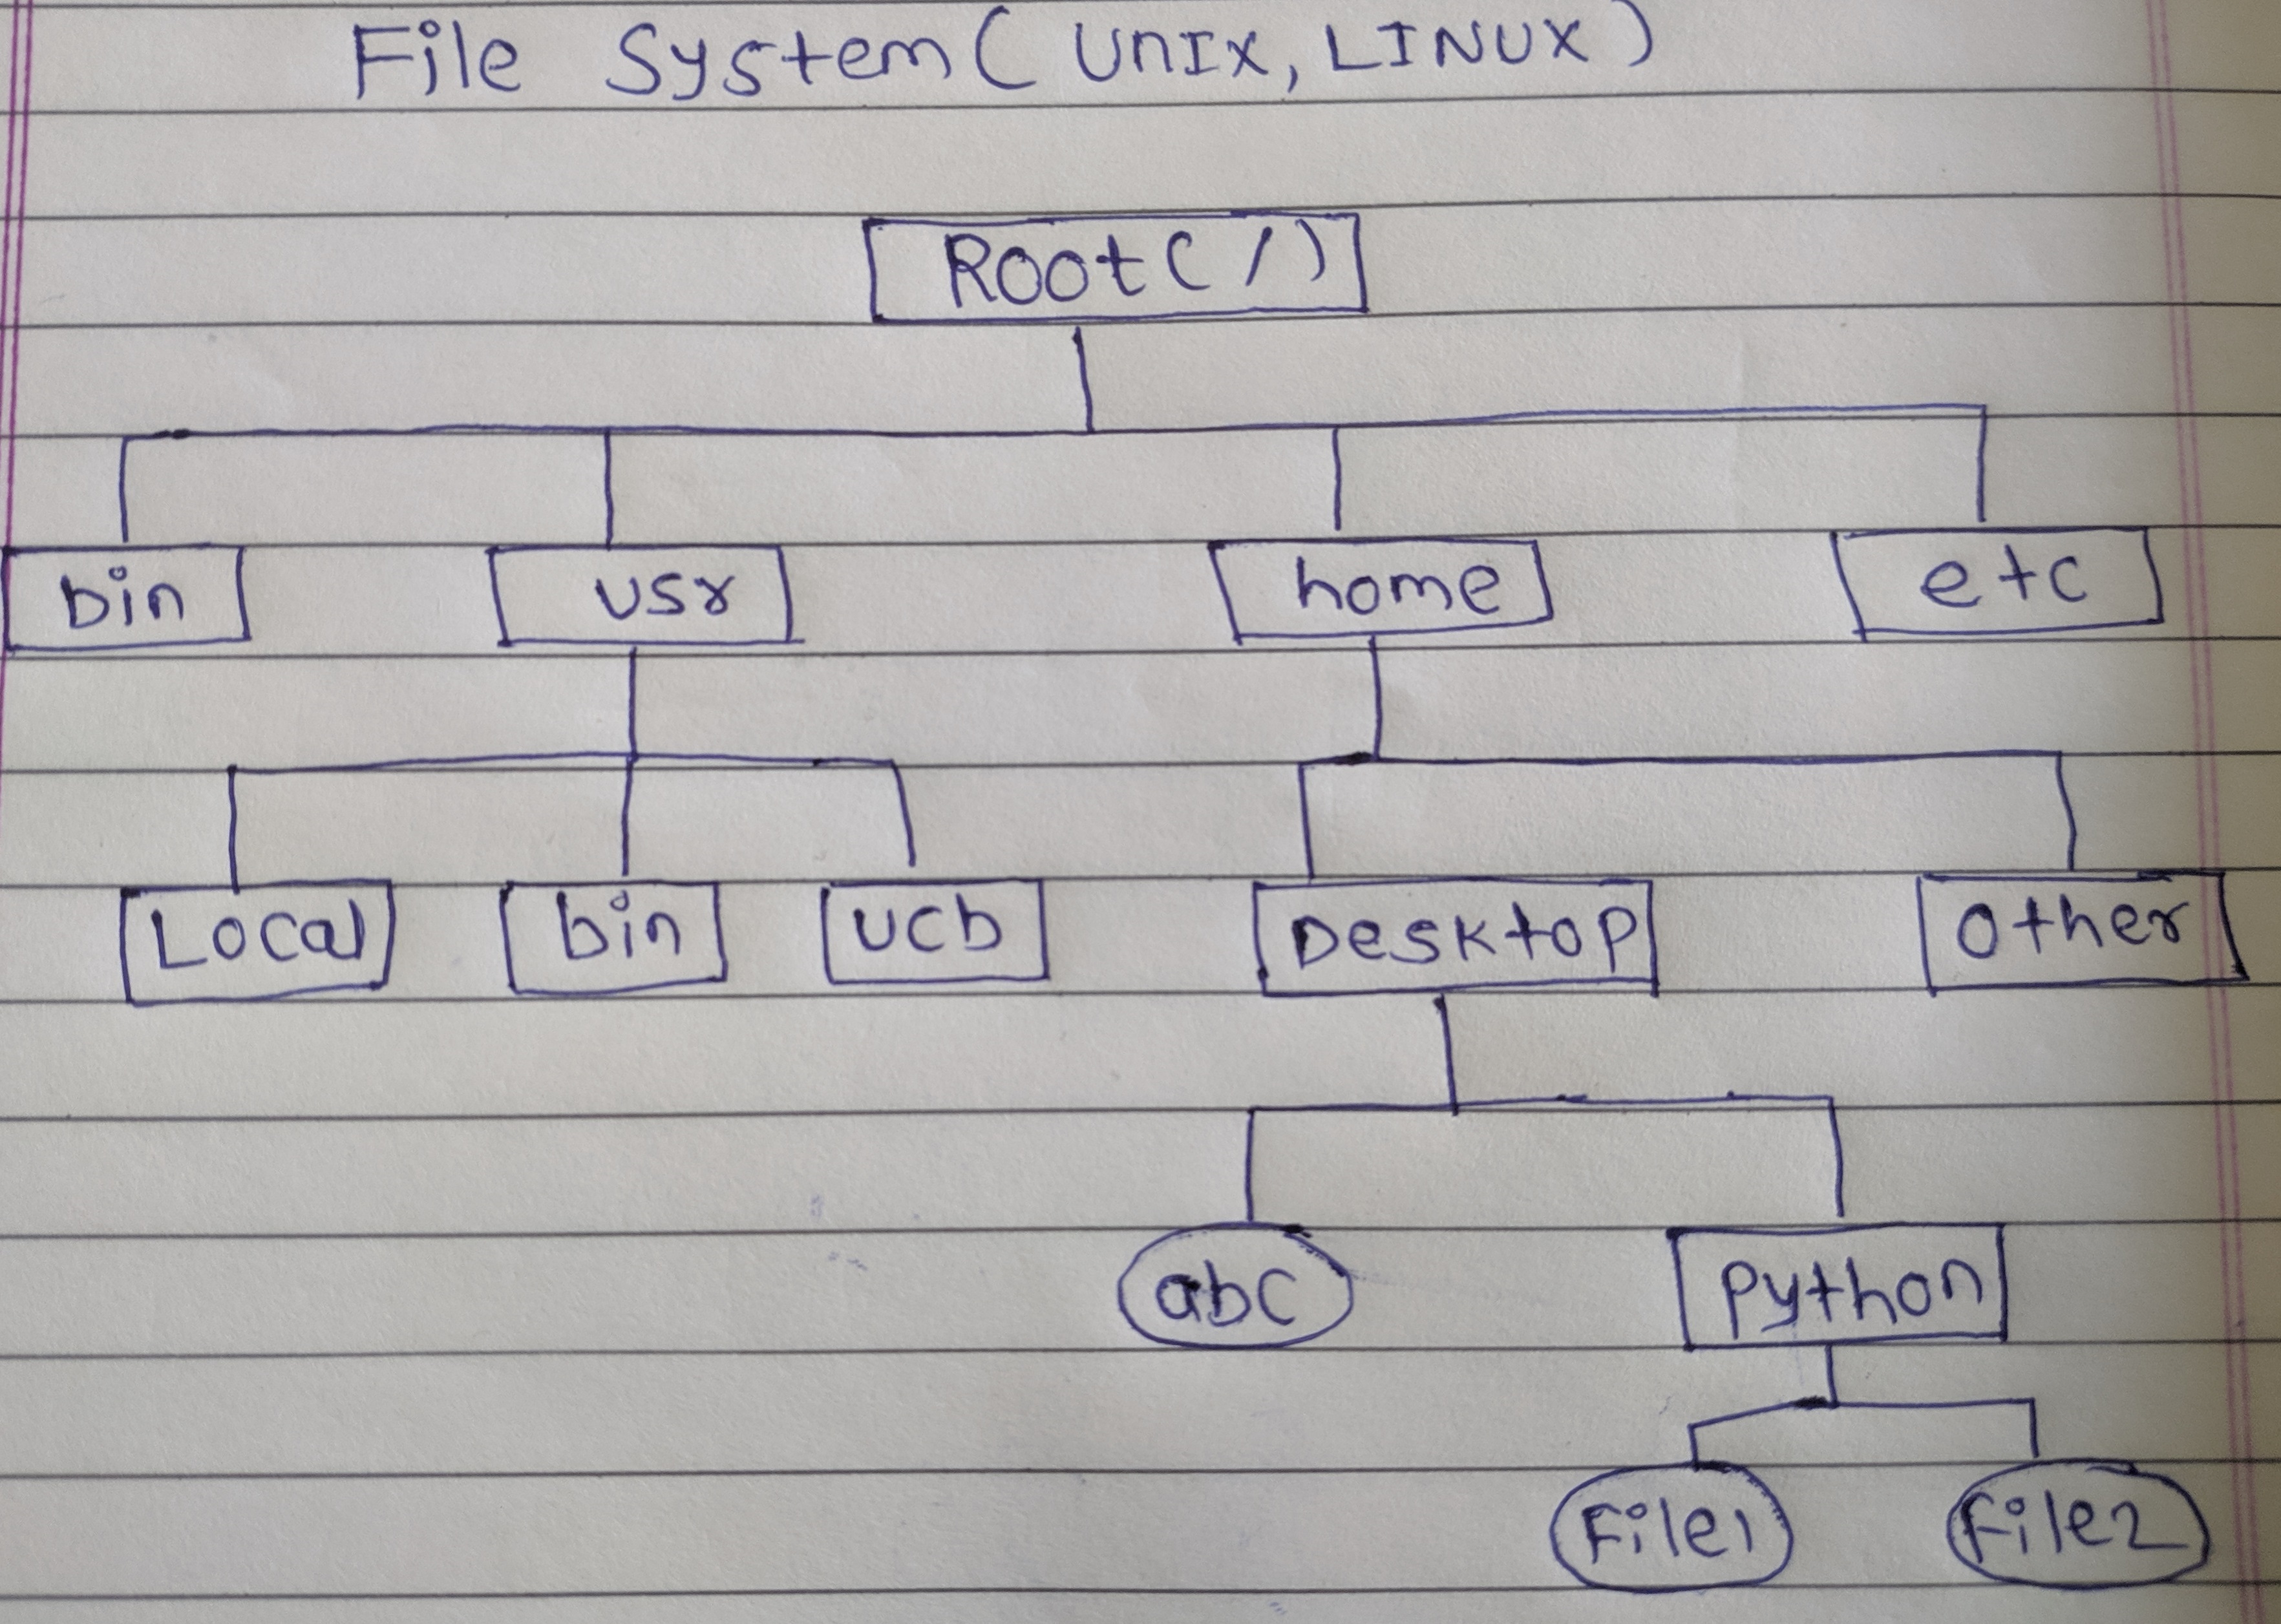 File System ( UnIx, LINUX )
Root ( / )
bin usr home etc
Local bin ucb Desktop Other
abc Python
File1 File2